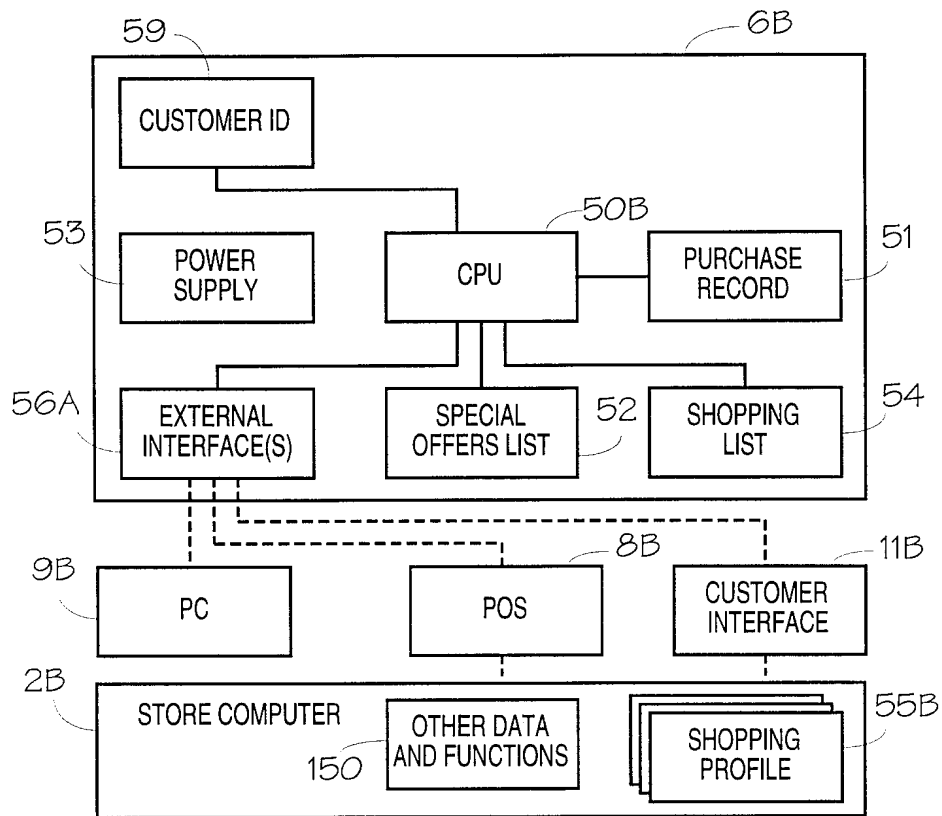 59
6B
CUSTOMER ID
50B
53
51
POWER
SUPPLY
CPU
PURCHASE
RECORD
56A
52
54
EXTERNAL
INTERFACE(S)
SPECIAL
OFFERS LIST
SHOPPING
LIST
8B
11B
9B
PC
POS
CUSTOMER
INTERFACE
2B
55B
STORE COMPUTER
150
OTHER DATA
AND FUNCTIONS
SHOPPING
PROFILE